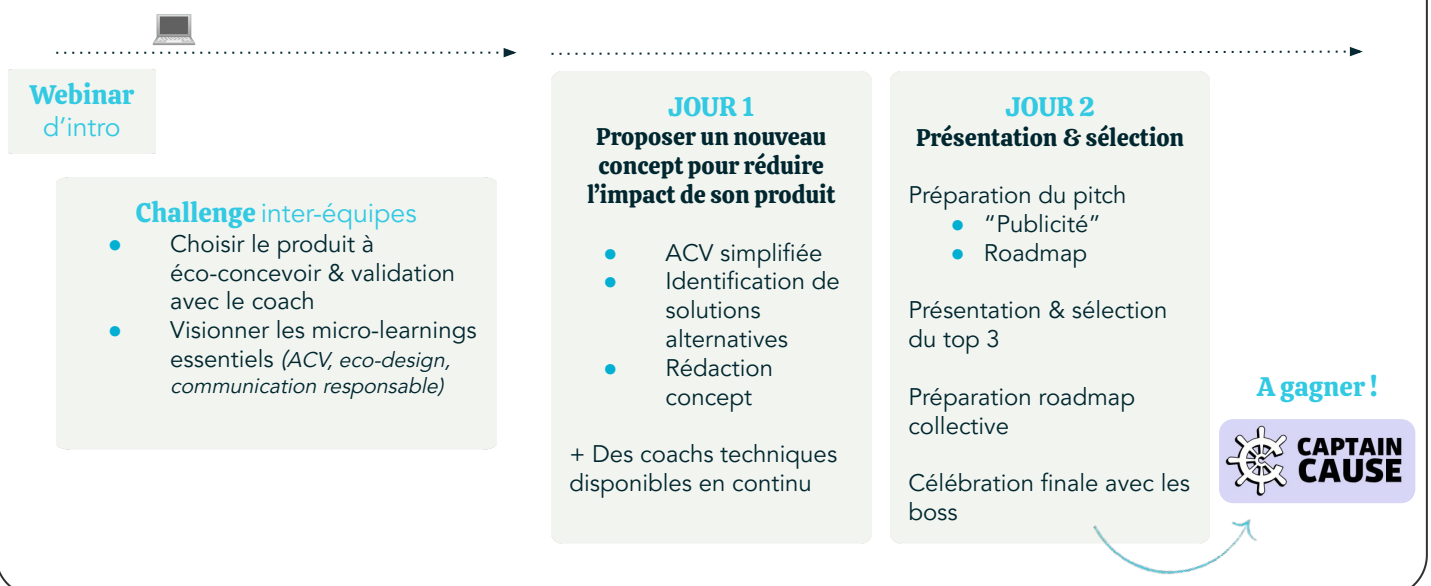 Webinar
d'intro
Challenge inter-équipes
● Choisir le produit à
éco-concevoir & validation
avec le coach
● Visionner les micro-learnings
essentiels (ACV, eco-design,
communication responsable)
JOUR 1
Proposer un nouveau
concept pour réduire
l'impact de son produit
● ACV simplifiée
● Identification de
solutions
alternatives
● Rédaction
concept
+ Des coachs techniques
disponibles en continu
JOUR 2
Présentation & sélection
Préparation du pitch
● “Publicité”
● Roadmap
Présentation & sélection
du top 3
Préparation roadmap
collective
Célébration finale avec les
boss
A gagner !
CAPTAIN
CAUSE